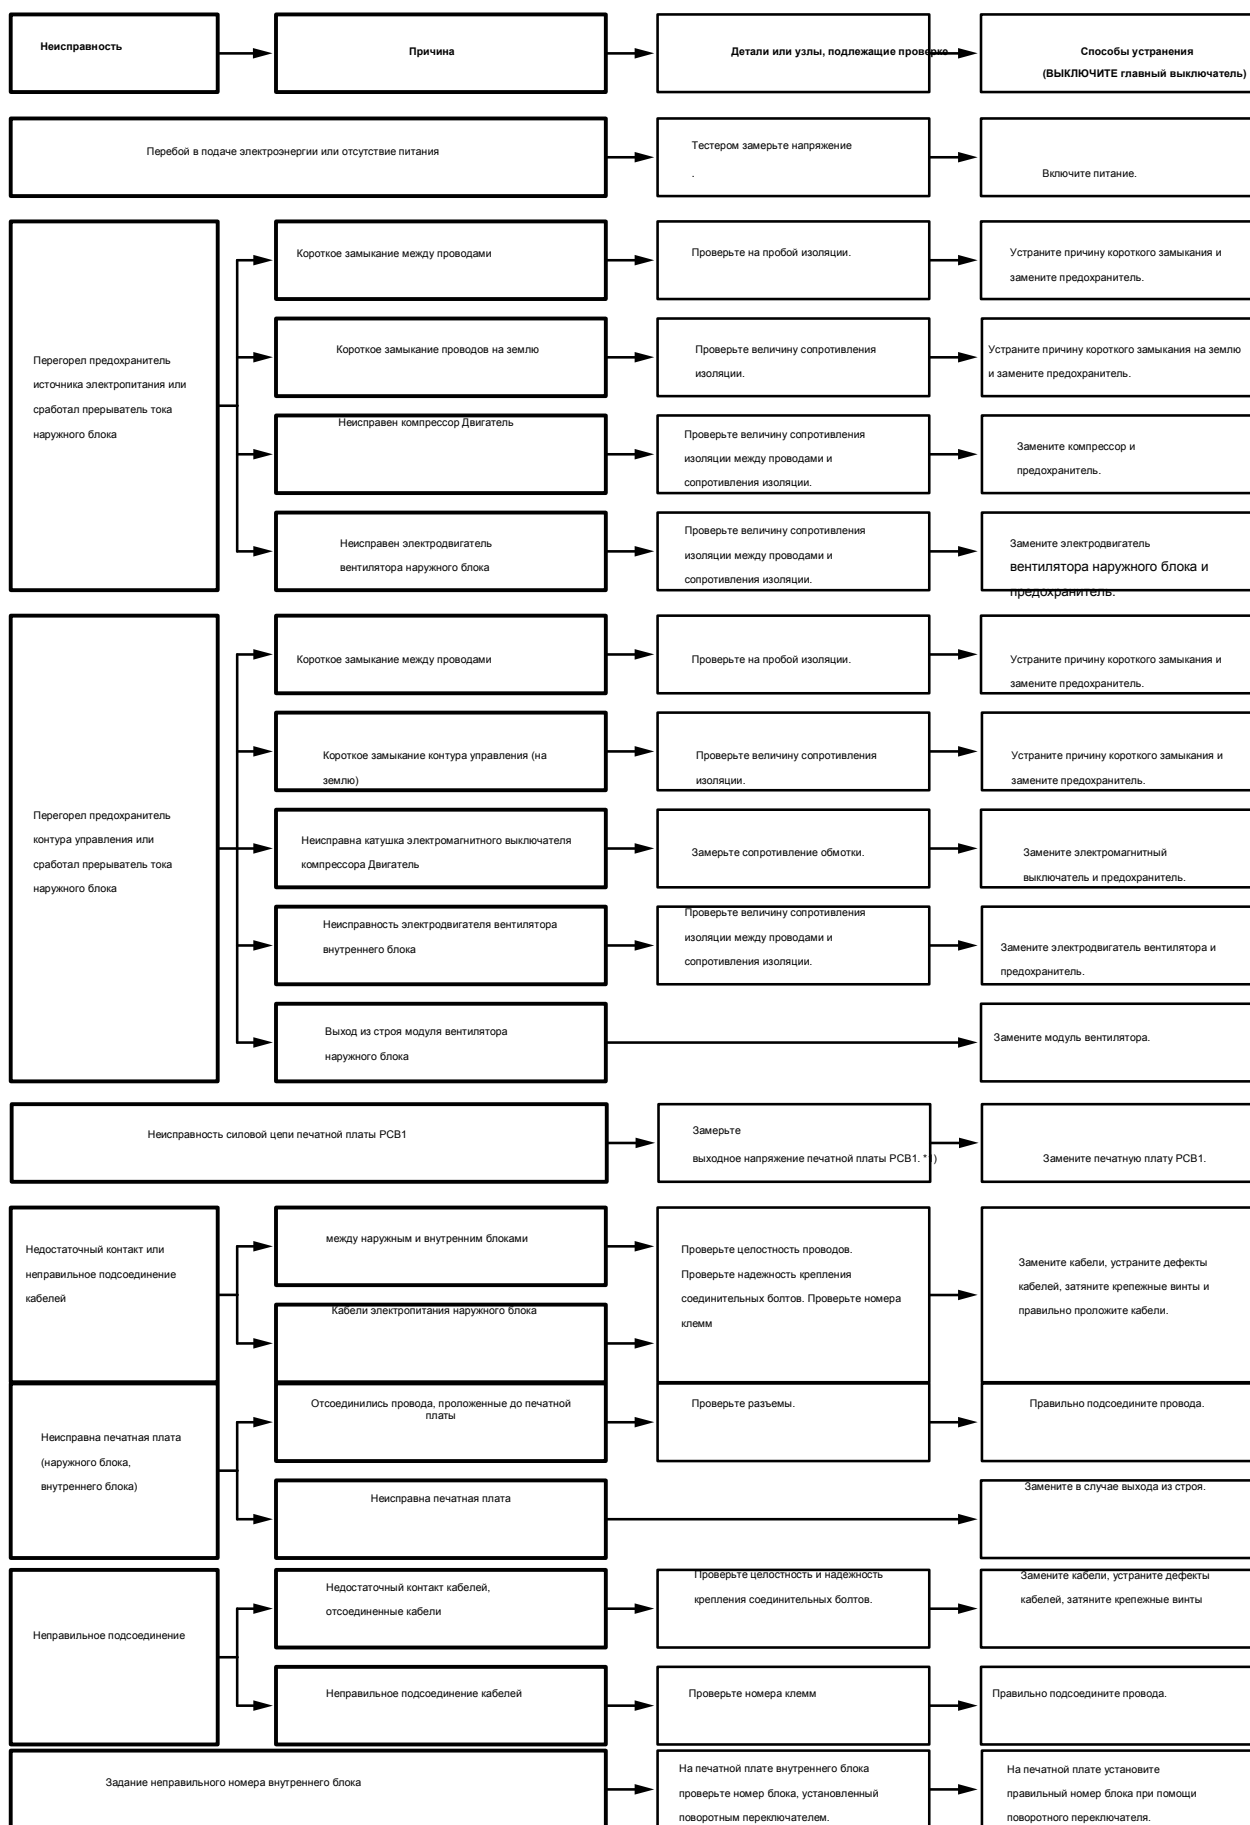 Неисправность
Причина
Детали или узлы, подлежащие проверке
Способы устранения
(ВЫКЛЮЧИТЕ главный выключатель)
Перебой в подаче электроэнергии или отсутствие питания
Тестером замерьте напряжение
.
Включите питание.
Перегорел предохранитель
источника электропитания или
сработал прерыватель тока
наружного блока
Короткое замыкание между проводами
Проверьте на пробой изоляции.
Устраните причину короткого замыкания и
замените предохранитель.
Короткое замыкание проводов на землю
Проверьте величину сопротивления
изоляции.
Устраните причину короткого замыкания на землю
и замените предохранитель.
Неисправен компрессор Двигатель
Проверьте величину сопротивления
изоляции между проводами и
сопротивления изоляции.
Замените компрессор и
предохранитель.
Неисправен электродвигатель
вентилятора наружного блока
Проверьте величину сопротивления
изоляции между проводами и
сопротивления изоляции.
Замените электродвигатель
вентилятора наружного блока и
предохранитель.
Перегорел предохранитель
контура управления или
сработал прерыватель тока
наружного блока
Короткое замыкание между проводами
Проверьте на пробой изоляции.
Устраните причину короткого замыкания и
замените предохранитель.
Короткое замыкание контура управления (на
землю)
Проверьте величину сопротивления
изоляции.
Устраните причину короткого замыкания и
замените предохранитель.
Неисправна катушка электромагнитного выключателя
компрессора Двигатель
Замерьте сопротивление обмотки.
Замените электромагнитный
выключатель и предохранитель.
Неисправность электродвигателя вентилятора
внутреннего блока
Проверьте величину сопротивления
изоляции между проводами и
сопротивления изоляции.
Замените электродвигатель вентилятора и
предохранитель.
Выход из строя модуля вентилятора
наружного блока
Замените модуль вентилятора.
Неисправность силовой цепи печатной платы PCB1
Замерьте
выходное напряжение печатной платы PCB1. *1)
Замените печатную плату PCB1.
Недостаточный контакт или
неправильное подсоединение
кабелей
между наружным и внутренним блоками
Кабели электропитания наружного блока
Проверьте целостность проводов.
Проверьте надежность крепления
соединительных болтов. Проверьте номера
клемм
Замените кабели, устраните дефекты
кабелей, затяните крепежные винты и
правильно проложите кабели.
Неисправна печатная плата
(наружного блока,
внутреннего блока)
Отсоединились провода, проложенные до печатной
платы
Проверьте разъемы.
Правильно подсоедините провода.
Неисправна печатная плата
Замените в случае выхода из строя.
Неправильное подсоединение
Недостаточный контакт кабелей,
отсоединенные кабели
Проверьте целостность и надежность
крепления соединительных болтов.
Замените кабели, устраните дефекты
кабелей, затяните крепежные винты
Неправильное подсоединение кабелей
Проверьте номера клемм
Правильно подсоедините провода.
Задание неправильного номера внутреннего блока
На печатной плате внутреннего блока
проверьте номер блока, установленный
поворотным переключателем.
На печатной плате установите
правильный номер блока при помощи
поворотного переключателя.